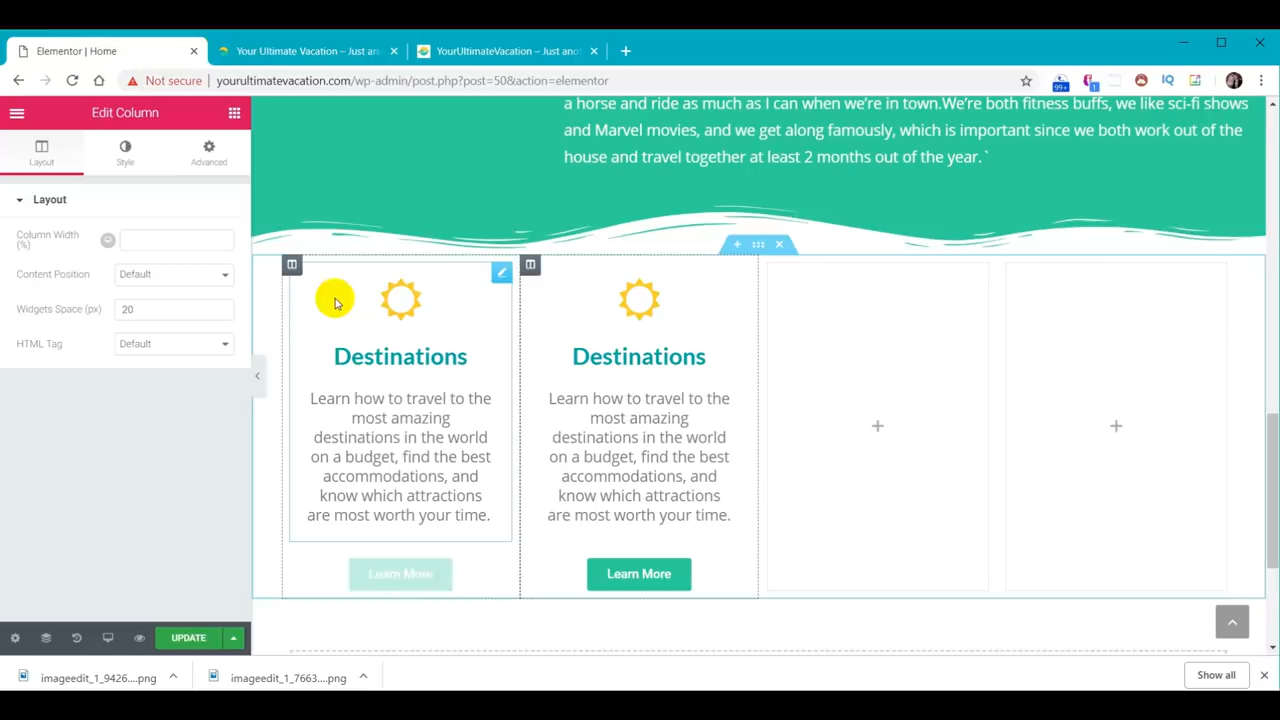 Elementor | Home
Your Ultimate Vacation – Just an
YourUltimateVacation – Just ano
Not secure
yourultimatevacation.com/wp-admin/post.php?post=50&action=elementor
99+
1
IQ
Edit Column
Layout
Style
Advanced
Layout
Column Width (%)
Content Position
Default
Widgets Space (px)
20
HTML Tag
Default
UPDATE
a horse and ride as much as I can when we're in town.We're both fitness buffs, we like sci-fi shows
and Marvel movies, and we get along famously, which is important since we both work out of the
house and travel together at least 2 months out of the year.`
Destinations
Learn how to travel to the
most amazing
destinations in the world
on a budget, find the best
accommodations, and
know which attractions
are most worth your time.
Learn More
Destinations
Learn how to travel to the
most amazing
destinations in the world
on a budget, find the best
accommodations, and
know which attractions
are most worth your time.
Learn More
imageedit_1_9426....png
imageedit_1_7663....png
Show all